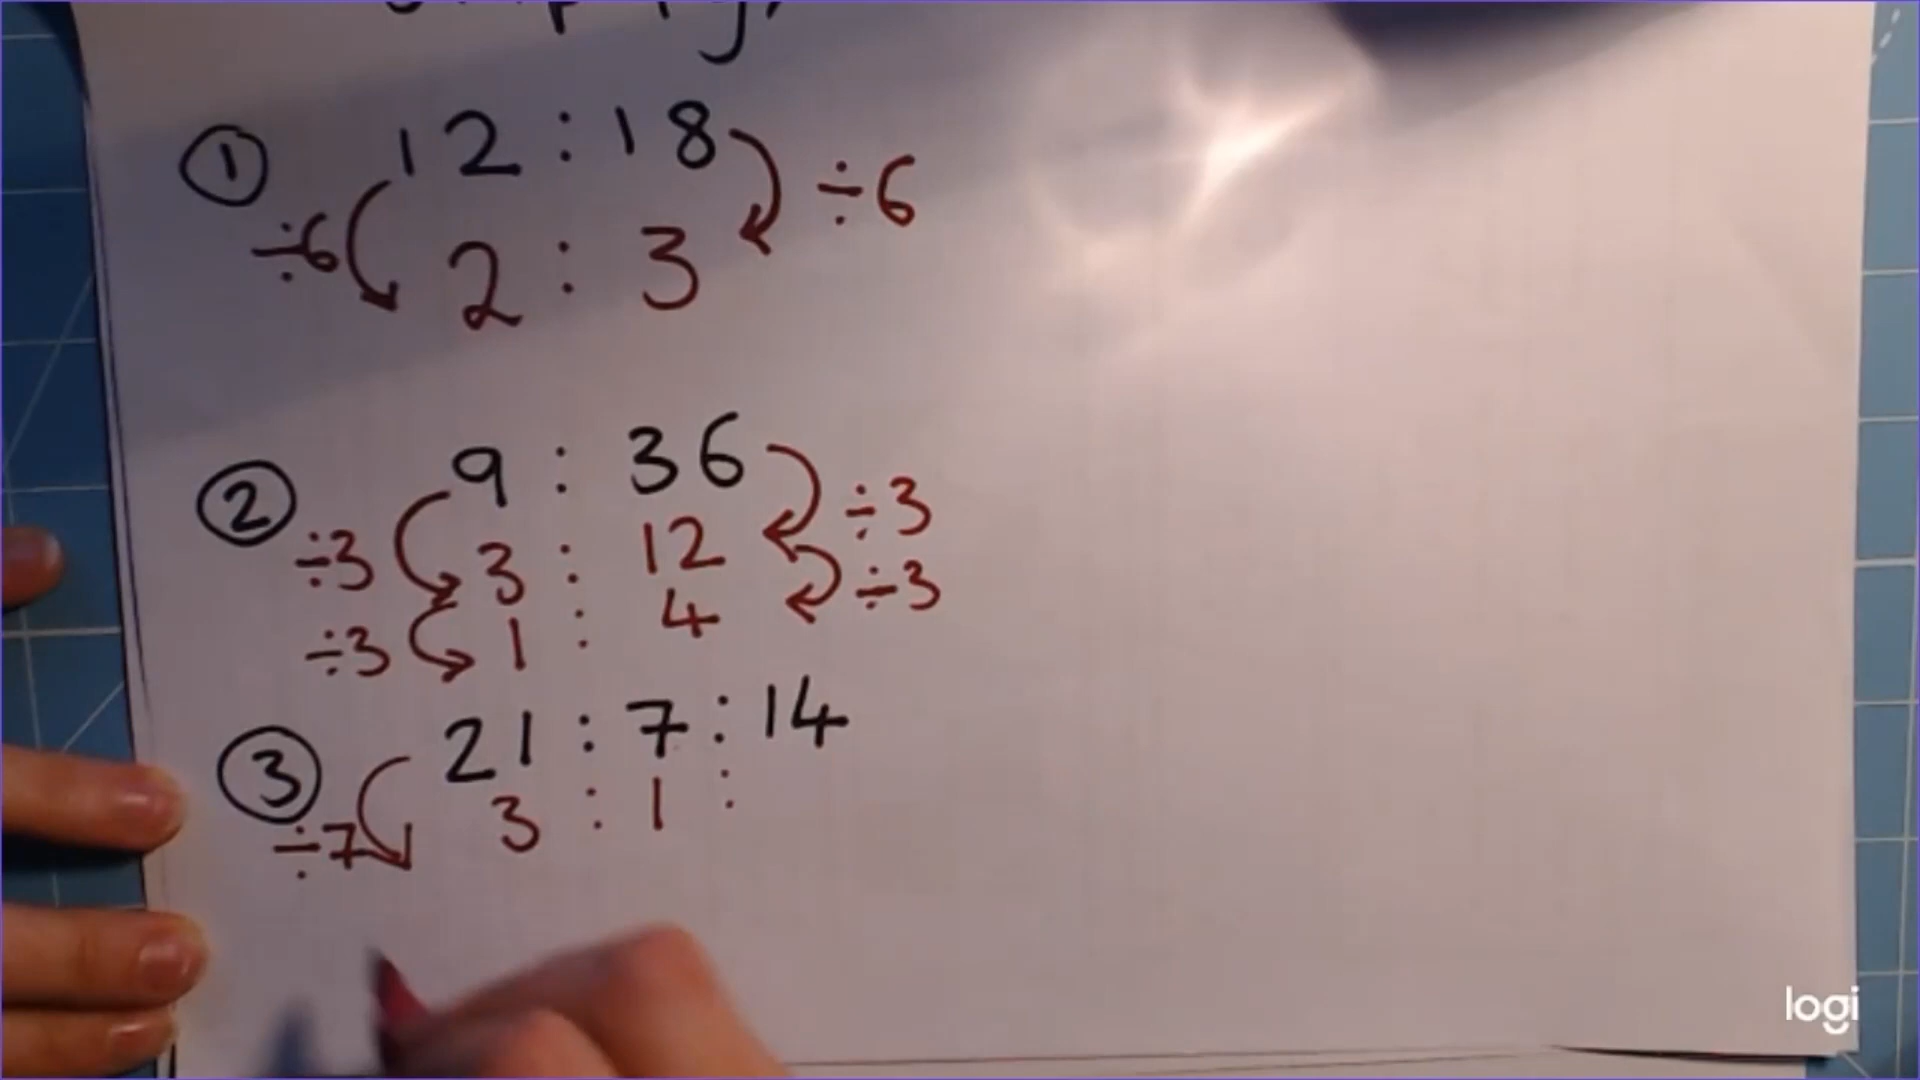 ① 12 : 18 ÷6
÷6 2 : 3
② 9 : 36
÷3 3 : 12 ÷3
÷3 1 : 4 ÷3
③ 21 : 7 : 14
÷7 3 : 1 :
logi